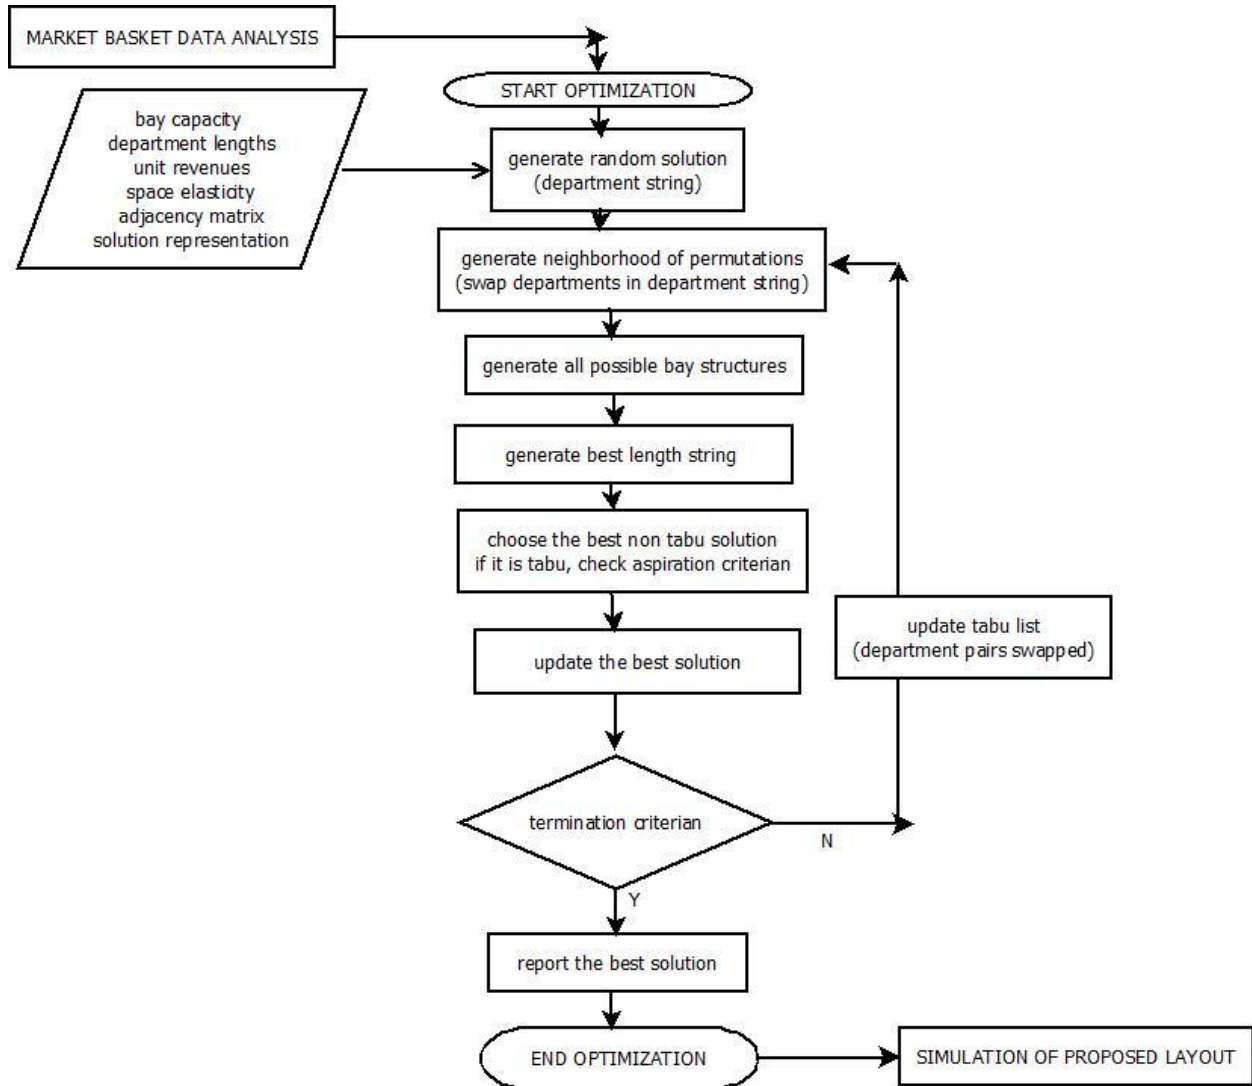 MARKET BASKET DATA ANALYSIS
START OPTIMIZATION
bay capacity
department lengths
unit revenues
space elasticity
adjacency matrix
solution representation
generate random solution
(department string)
generate neighborhood of permutations
(swap departments in department string)
generate all possible bay structures
generate best length string
choose the best non tabu solution
if it is tabu, check aspiration criterian
update the best solution
update tabu list
(department pairs swapped)
termination criterian
N
Y
report the best solution
END OPTIMIZATION
SIMULATION OF PROPOSED LAYOUT